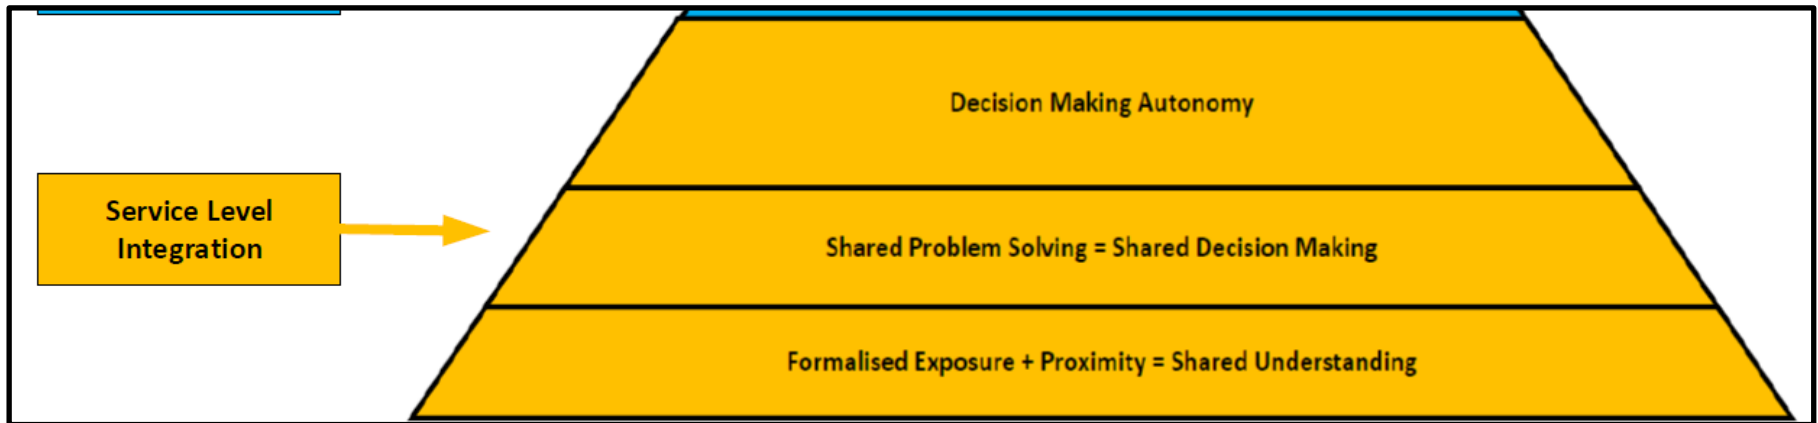 Decision Making Autonomy
Service Level
Integration
Shared Problem Solving = Shared Decision Making
Formalised Exposure + Proximity = Shared Understanding